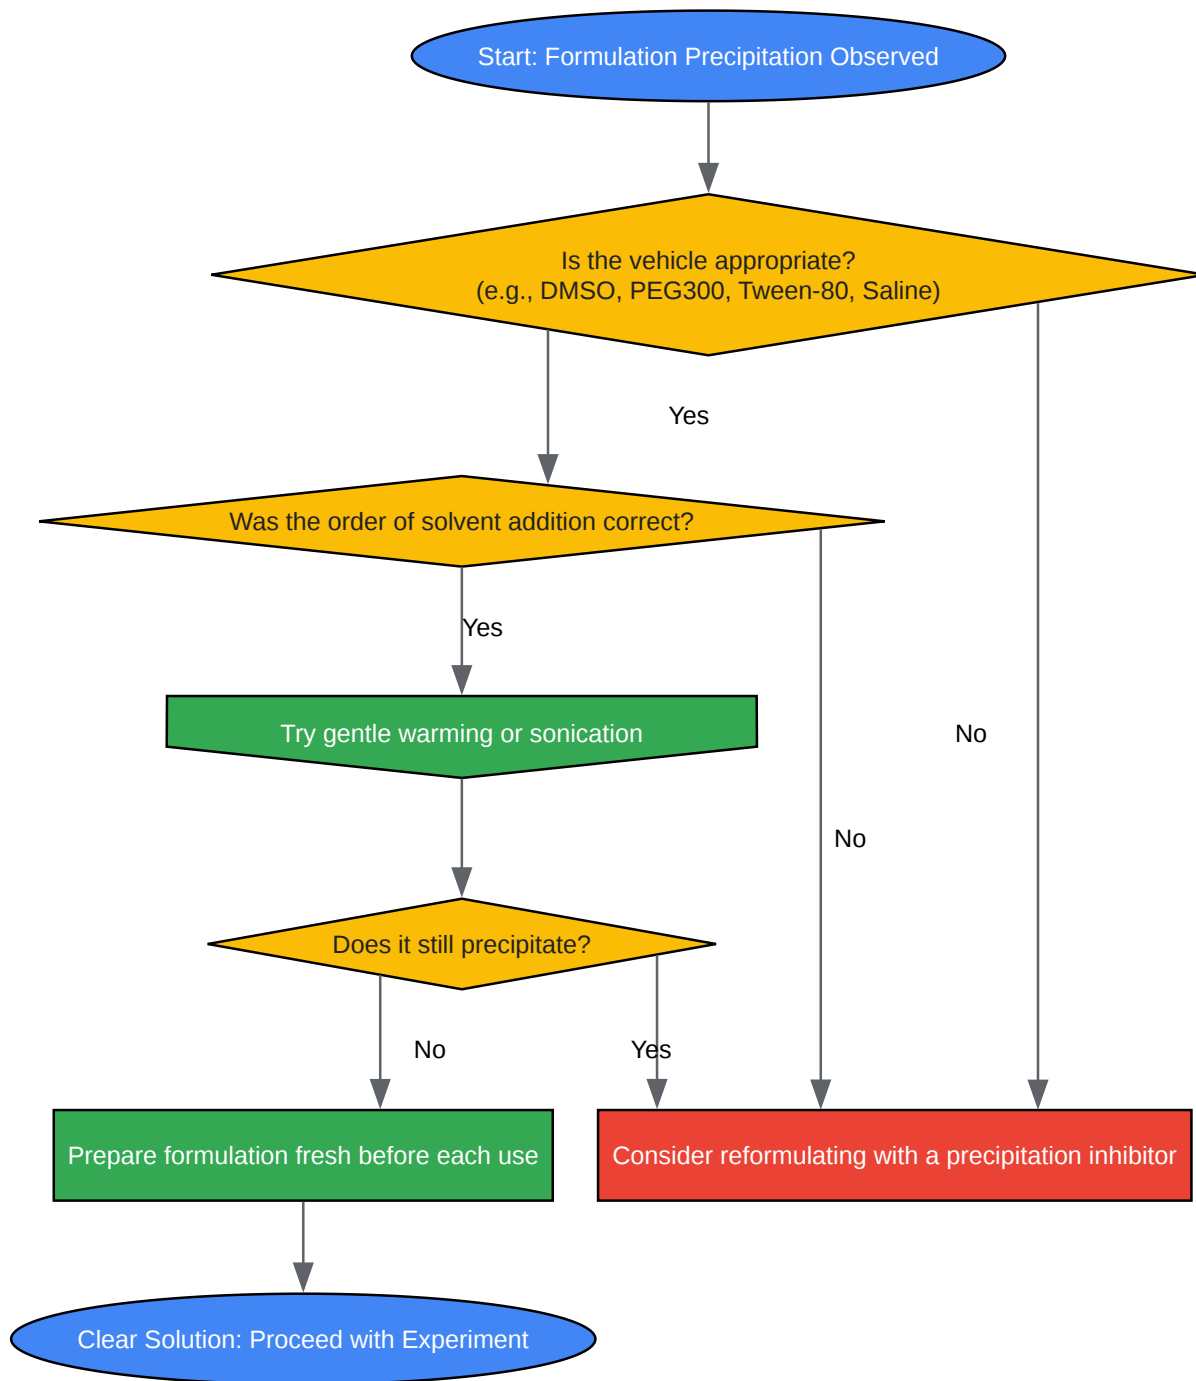 Start: Formulation Precipitation Observed
Is the vehicle appropriate?
(e.g., DMSO, PEG300, Tween-80, Saline)
Yes
Was the order of solvent addition correct?
Yes
Try gentle warming or sonication
No
No
Does it still precipitate?
No
Yes
Prepare formulation fresh before each use
Consider reformulating with a precipitation inhibitor
Clear Solution: Proceed with Experiment